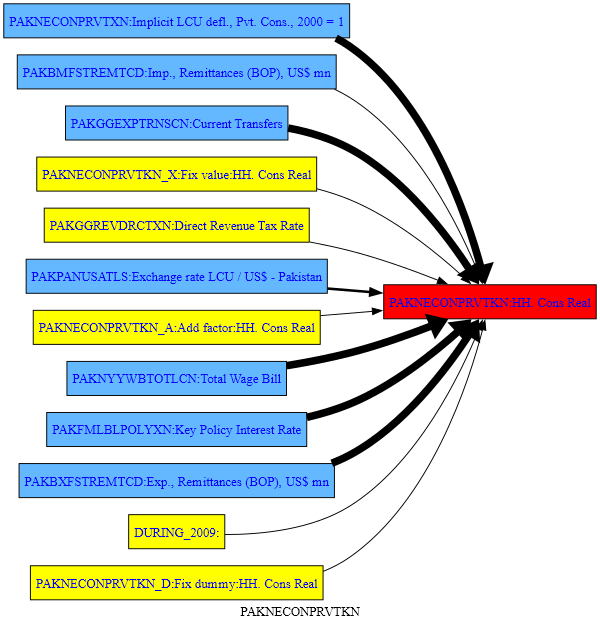 PAKNECONPRVTXN:Implicit LCU defl., Pvt. Cons., 2000 = 1
PAKBMFSTREMTCD:Imp., Remittances (BOP), US$ mn
PAKGGEXPTRNSCN:Current Transfers
PAKNECONPRVTKN_X:Fix value:HH. Cons Real
PAKGGREVDRCTXN:Direct Revenue Tax Rate
PAKPANUSATLS:Exchange rate LCU / US$ - Pakistan
PAKNECONPRVTKN:HH. Cons Real
PAKNECONPRVTKN_A:Add factor:HH. Cons Real
PAKNYYWBTOTLCN:Total Wage Bill
PAKFMLBLPOLYXN:Key Policy Interest Rate
PAKBXFSTREMTCD:Exp., Remittances (BOP), US$ mn
DURING_2009:
PAKNECONPRVTKN_D:Fix dummy:HH. Cons Real
PAKNECONPRVTKN